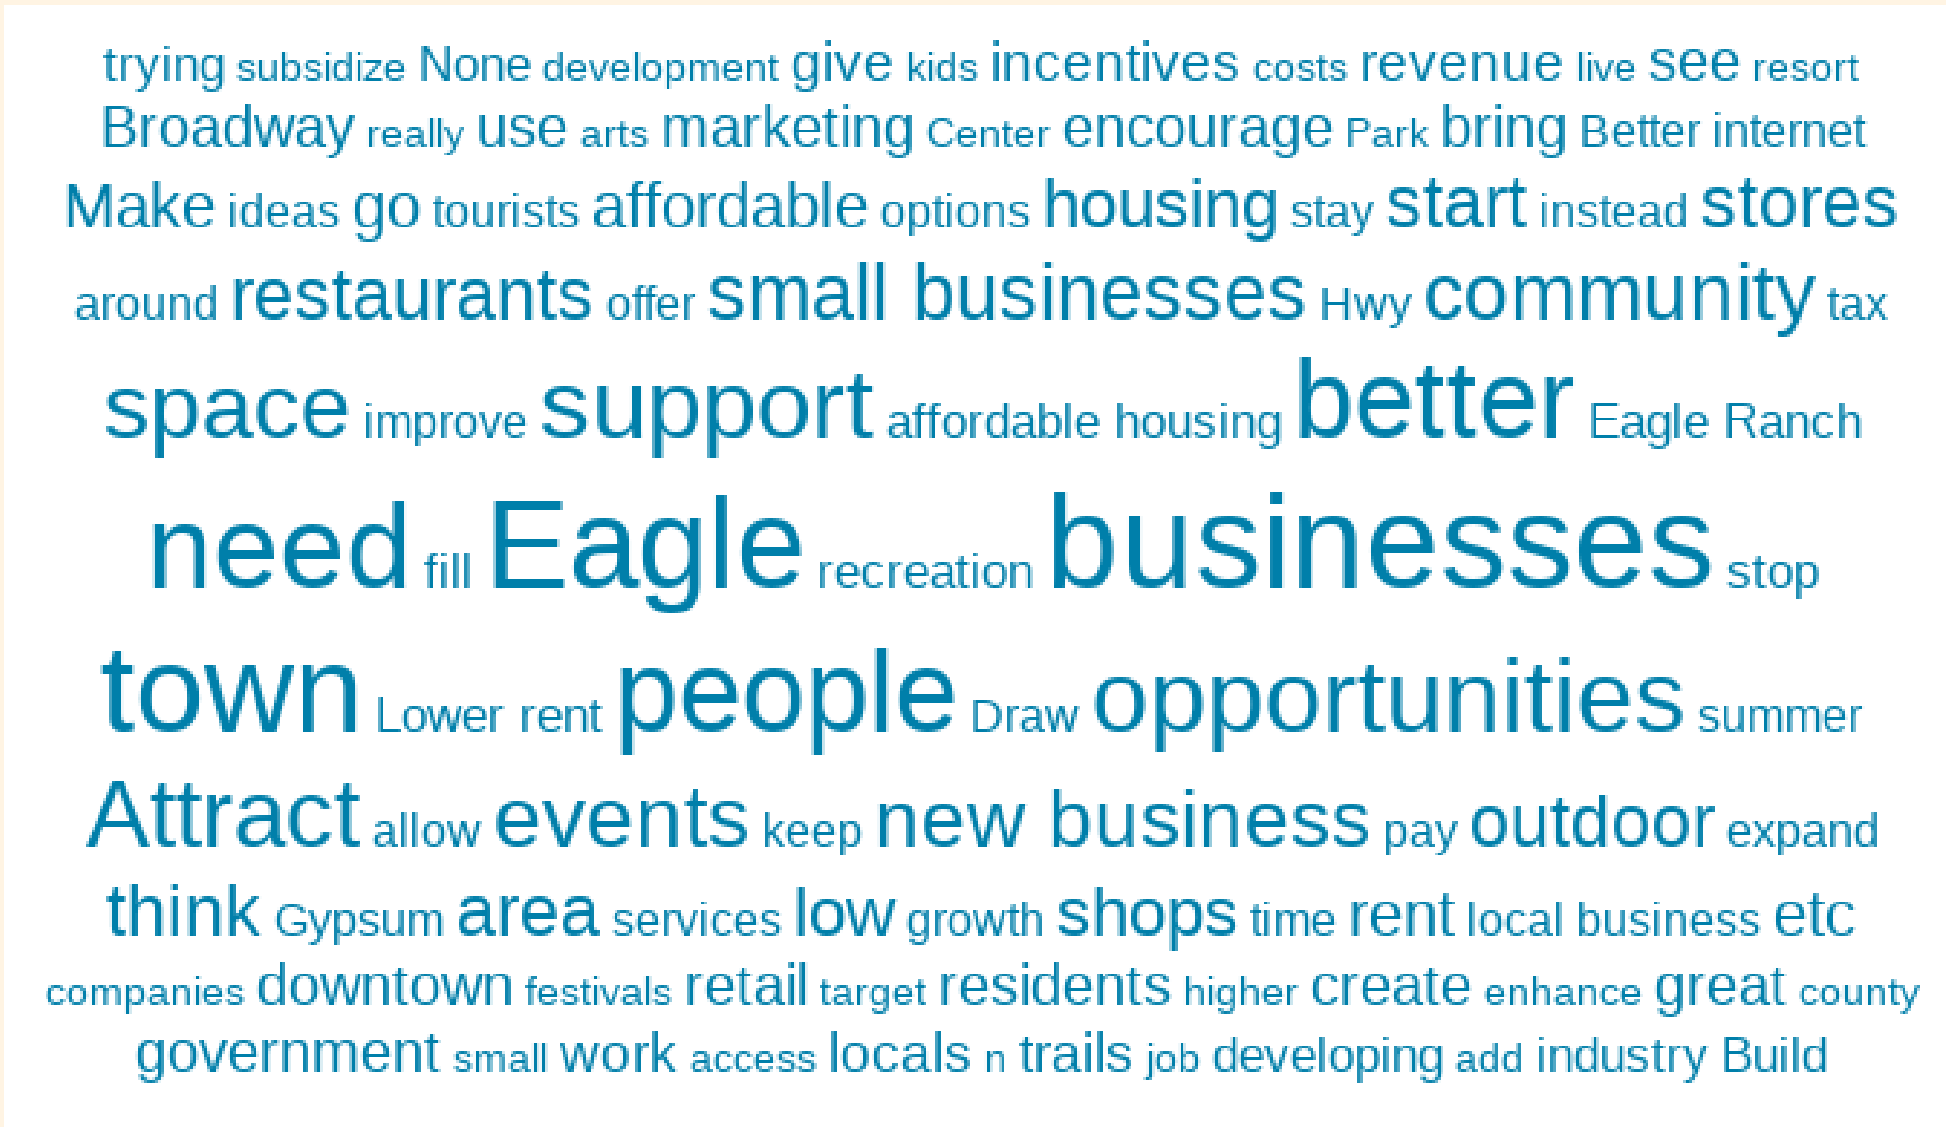 trying subsidize None development give kids incentives costs revenue live see resort
Broadway really use arts marketing Center encourage Park bring Better internet
Make ideas go tourists affordable options housing stay start instead stores
around restaurants offer small businesses Hwy community tax
space improve support affordable housing better Eagle Ranch
need fill Eagle recreation businesses stop
town Lower rent people Draw opportunities summer
Attract allow events keep new business pay outdoor expand
think Gypsum area services low growth shops time rent local business etc
companies downtown festivals retail target residents higher create enhance great county
government small work access locals n trails job developing add industry Build